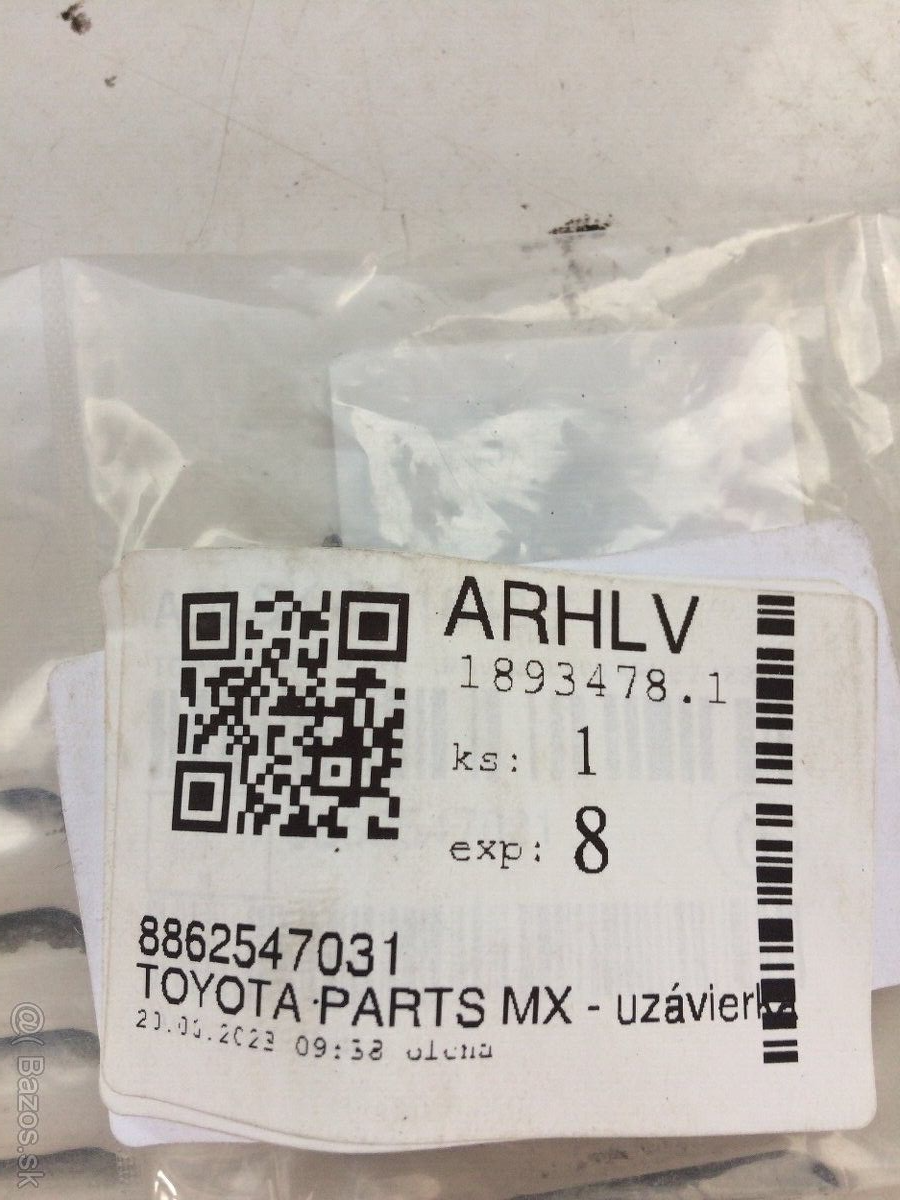 ARHLV
1893478.1
ks: 1
exp: 8
8862547031
TOYOTA PARTS MX - uzávierka
09:38
@( Bazos.sk